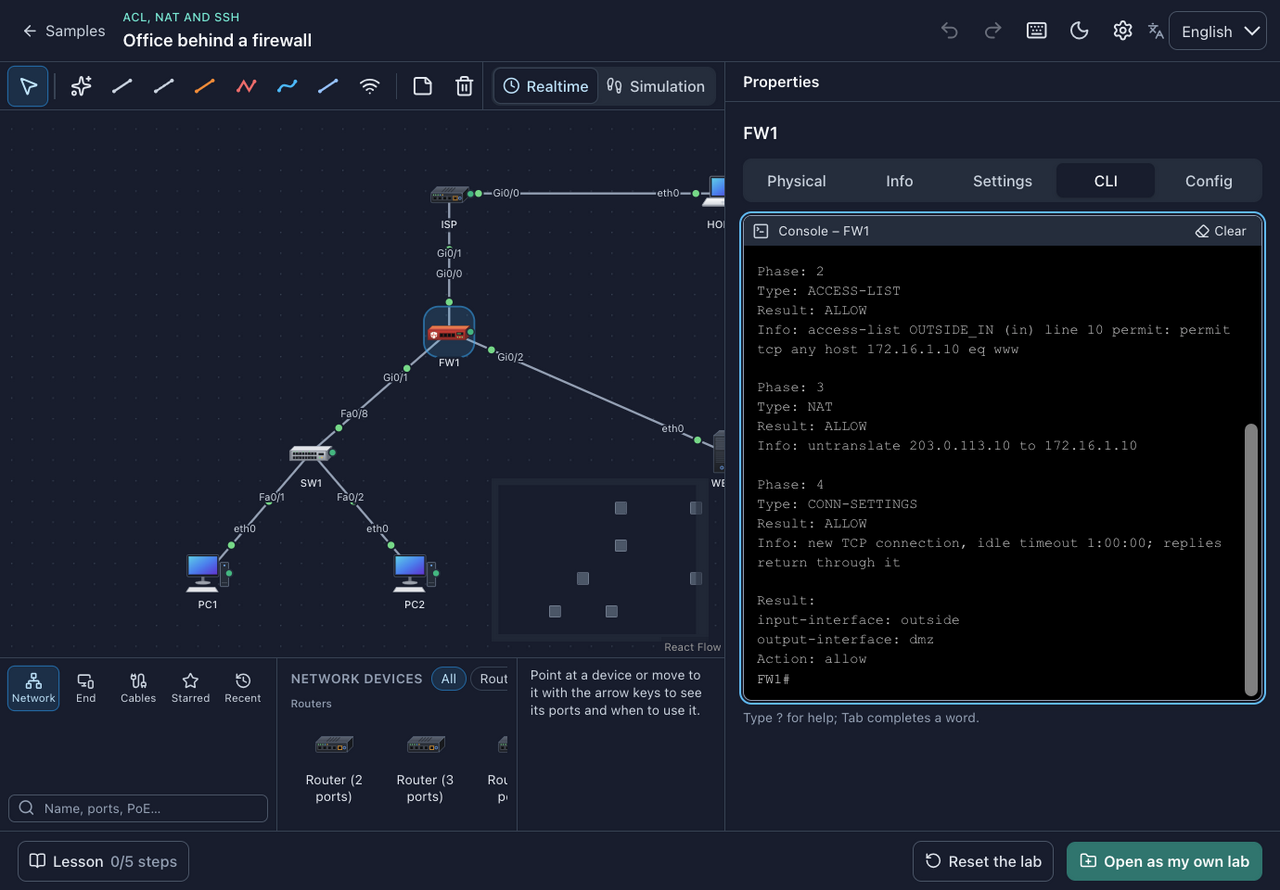 Samples
ACL, NAT AND SSH
Office behind a firewall
English
Realtime
Simulation
Properties
FW1
Physical
Info
Settings
CLI
Config
Console – FW1
Clear
Phase: 2
Type: ACCESS-LIST
Result: ALLOW
Info: access-list OUTSIDE_IN (in) line 10 permit: permit
tcp any host 172.16.1.10 eq www
Phase: 3
Type: NAT
Result: ALLOW
Info: untranslate 203.0.113.10 to 172.16.1.10
Phase: 4
Type: CONN-SETTINGS
Result: ALLOW
Info: new TCP connection, idle timeout 1:00:00; replies
return through it
Result:
input-interface: outside
output-interface: dmz
Action: allow
FW1#
Type ? for help; Tab completes a word.
Gi0/0
eth0
ISP
HO
Gi0/1
Gi0/0
FW1
Gi0/2
Gi0/1
Fa0/8
eth0
SW1
WE
Fa0/1
Fa0/2
eth0
eth0
PC1
PC2
React Flow
Network
End
Cables
Starred
Recent
Name, ports, PoE...
NETWORK DEVICES
All
Rout
Routers
Router (2
ports)
Router (3
ports)
Rou
p
Point at a device or move to
it with the arrow keys to see
its ports and when to use it.
Lesson 0/5 steps
Reset the lab
Open as my own lab